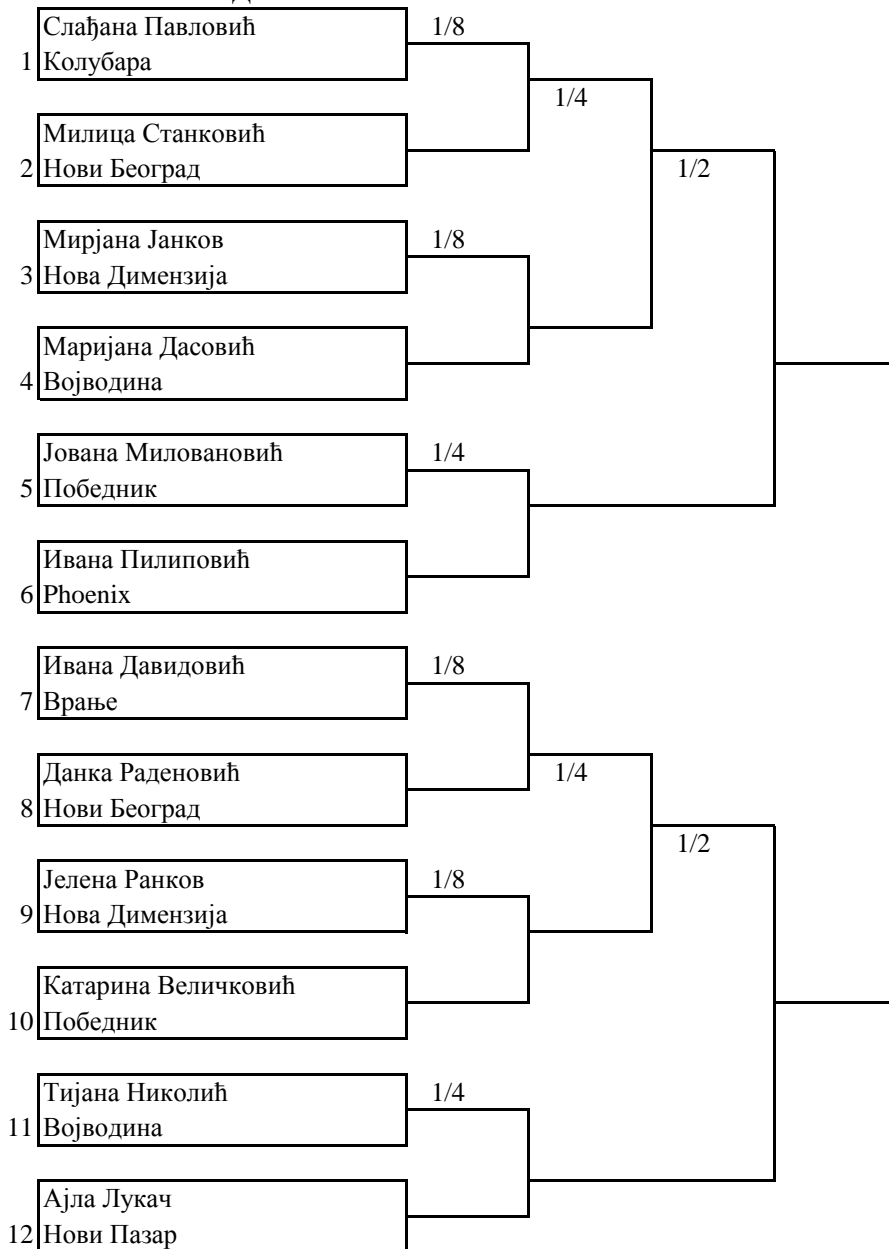 Слађана Павловић
1/8
1 Колубара
1/4
Милица Станковић
2 Нови Београд
1/2
Мирјана Јанков
1/8
3 Нова Димензија
Маријана Дасовић
4 Војводина
Јована Миловановић
1/4
5 Победник
Ивана Пилиповић
6 Phoenix
Ивана Давидовић
1/8
7 Врање
Данка Раденовић
1/4
8 Нови Београд
1/2
Јелена Ранков
1/8
9 Нова Димензија
Катарина Величковић
10 Победник
Тијана Николић
1/4
11 Војводина
Ајла Лукач
12 Нови Пазар